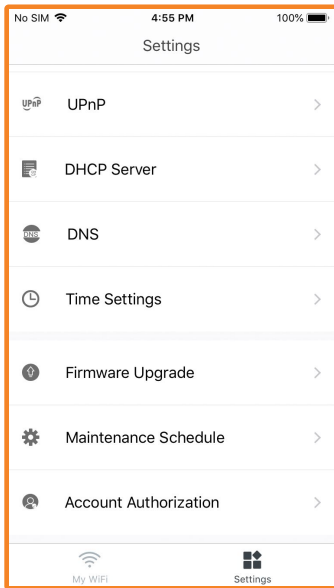 No SIM 4:55 PM 100%
Settings
UPnP UPnP
DHCP Server
DNS DNS
Time Settings
Firmware Upgrade
Maintenance Schedule
Account Authorization
My WiFi Settings